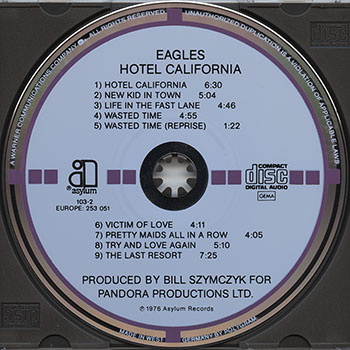 ALL RIGHTS RESERVED. UNAUTHORIZED DUPLICATION IS A VIOLATION OF APPLICABLE LAWS
A WARNER COMMUNICATIONS COMPANY
EAGLES
HOTEL CALIFORNIA
1) HOTEL CALIFORNIA 6:30
2) NEW KID IN TOWN 5:04
3) LIFE IN THE FAST LANE 4:46
4) WASTED TIME 4:55
5) WASTED TIME (REPRISE) 1:22
asylum
103-2
EUROPE: 253 051
COMPACT
disc
DIGITAL AUDIO
GEMA
6) VICTIM OF LOVE 4:11
7) PRETTY MAIDS ALL IN A ROW 4:05
8) TRY AND LOVE AGAIN 5:10
9) THE LAST RESORT 7:25
PRODUCED BY BILL SZYMCZYK FOR
PANDORA PRODUCTIONS LTD.
℗ 1976 Asylum Records
MADE IN WEST GERMANY BY POLYGRAM